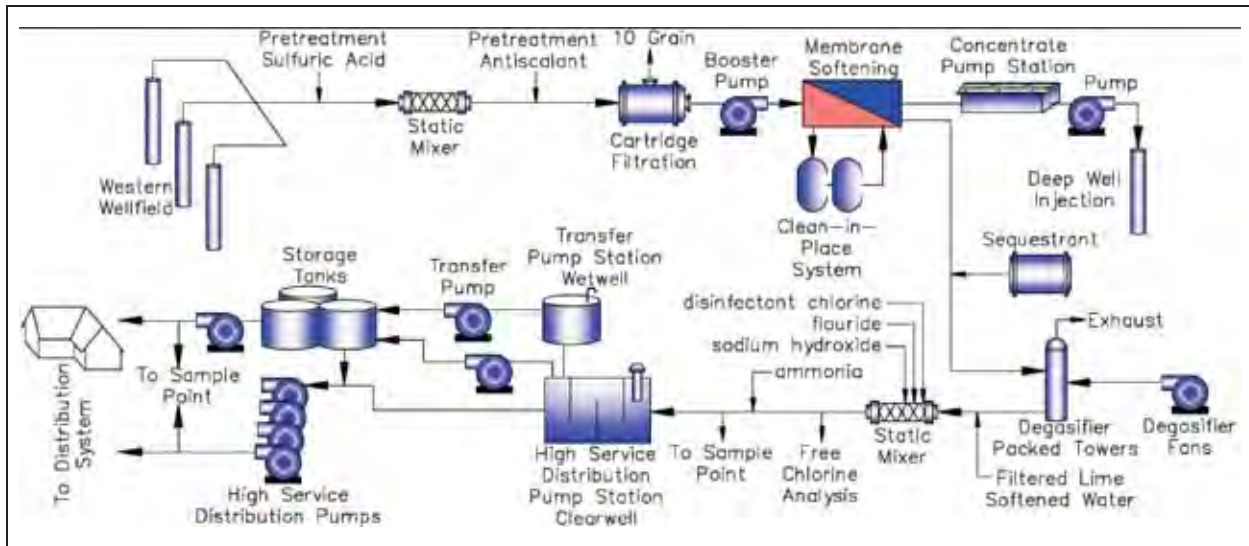 Pretreatment
Sulfuric Acid
Pretreatment
Antiscalant
10 Grain
Booster
Pump
Membrane
Softening
Concentrate
Pump Station
Pump
Static
Mixer
Cartridge
Filtration
Western
Wellfield
Clean-in-
Place
System
Deep Well
Injection
Sequestrant
Storage
Tanks
Transfer
Pump
Transfer
Pump Station
Wetwell
disinfectant chlorine
flouride
sodium hydroxide
ammonia
Exhaust
To Sample
Point
To Distribution
System
High Service
Distribution Pumps
High Service
Distribution
Pump Station
Clearwell
To Sample
Point
Free
Chlorine
Analysis
Static
Mixer
Degasifier
Packed Towers
Degasifier
Fans
Filtered Lime
Softened Water